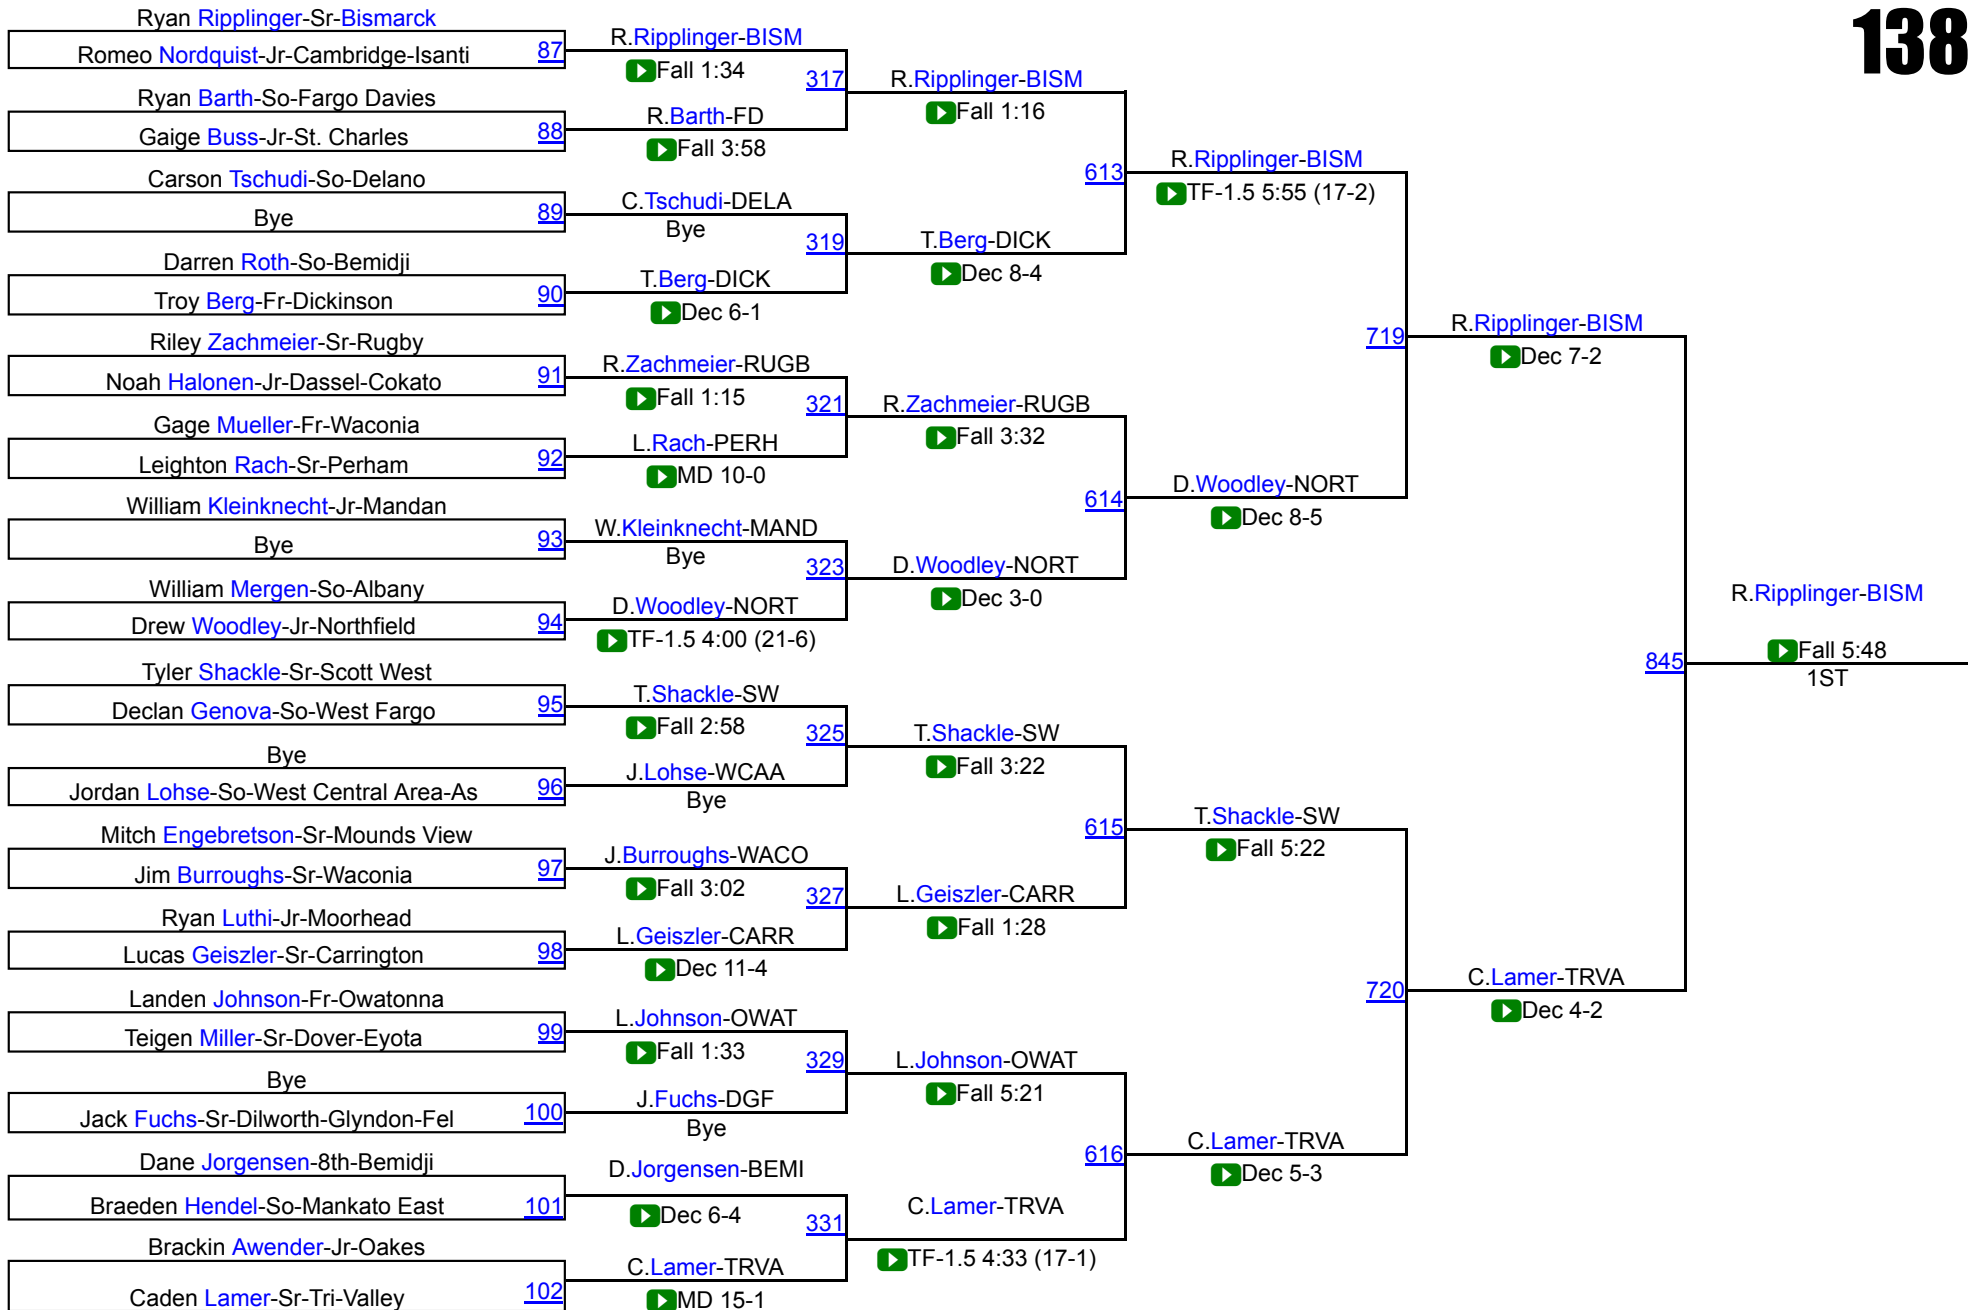 138
Ryan Ripplinger-Sr-Bismarck
Romeo Nordquist-Jr-Cambridge-Isanti
87
Ryan Barth-So-Fargo Davies
Gaige Buss-Jr-St. Charles
88
Carson Tschudi-So-Delano
Bye
89
Darren Roth-So-Bemidji
Troy Berg-Fr-Dickinson
90
Riley Zachmeier-Sr-Rugby
Noah Halonen-Jr-Dassel-Cokato
91
Gage Mueller-Fr-Waconia
Leighton Rach-Sr-Perham
92
William Kleinknecht-Jr-Mandan
Bye
93
William Mergen-So-Albany
Drew Woodley-Jr-Northfield
94
Tyler Shackle-Sr-Scott West
Declan Genova-So-West Fargo
95
Bye
Jordan Lohse-So-West Central Area-As
96
Mitch Engebretson-Sr-Mounds View
Jim Burroughs-Sr-Waconia
97
Ryan Luthi-Jr-Moorhead
Lucas Geiszler-Sr-Carrington
98
Landen Johnson-Fr-Owatonna
Teigen Miller-Sr-Dover-Eyota
99
Bye
Jack Fuchs-Sr-Dilworth-Glyndon-Fel
100
Dane Jorgensen-8th-Bemidji
Braeden Hendel-So-Mankato East
101
Brackin Awender-Jr-Oakes
Caden Lamer-Sr-Tri-Valley
102
R.Ripplinger-BISM
Fall 1:34
317
R.Barth-FD
Fall 3:58
C.Tschudi-DELA
Bye
319
T.Berg-DICK
Dec 6-1
R.Zachmeier-RUGB
Fall 1:15
321
L.Rach-PERH
MD 10-0
W.Kleinknecht-MAND
Bye
323
D.Woodley-NORT
TF-1.5 4:00 (21-6)
T.Shackle-SW
Fall 2:58
325
J.Lohse-WCAA
Bye
J.Burroughs-WACO
Fall 3:02
327
L.Geiszler-CARR
Dec 11-4
L.Johnson-OWAT
Fall 1:33
329
J.Fuchs-DGF
Bye
D.Jorgensen-BEMI
Dec 6-4
331
C.Lamer-TRVA
MD 15-1
R.Ripplinger-BISM
Fall 1:16
613
T.Berg-DICK
Dec 8-4
R.Zachmeier-RUGB
Fall 3:32
614
D.Woodley-NORT
Dec 3-0
T.Shackle-SW
Fall 3:22
615
L.Geiszler-CARR
Fall 1:28
L.Johnson-OWAT
Fall 5:21
616
C.Lamer-TRVA
TF-1.5 4:33 (17-1)
R.Ripplinger-BISM
TF-1.5 5:55 (17-2)
719
D.Woodley-NORT
Dec 8-5
T.Shackle-SW
Fall 5:22
720
C.Lamer-TRVA
Dec 5-3
R.Ripplinger-BISM
Dec 7-2
845
C.Lamer-TRVA
Dec 4-2
R.Ripplinger-BISM
Fall 5:48
1ST